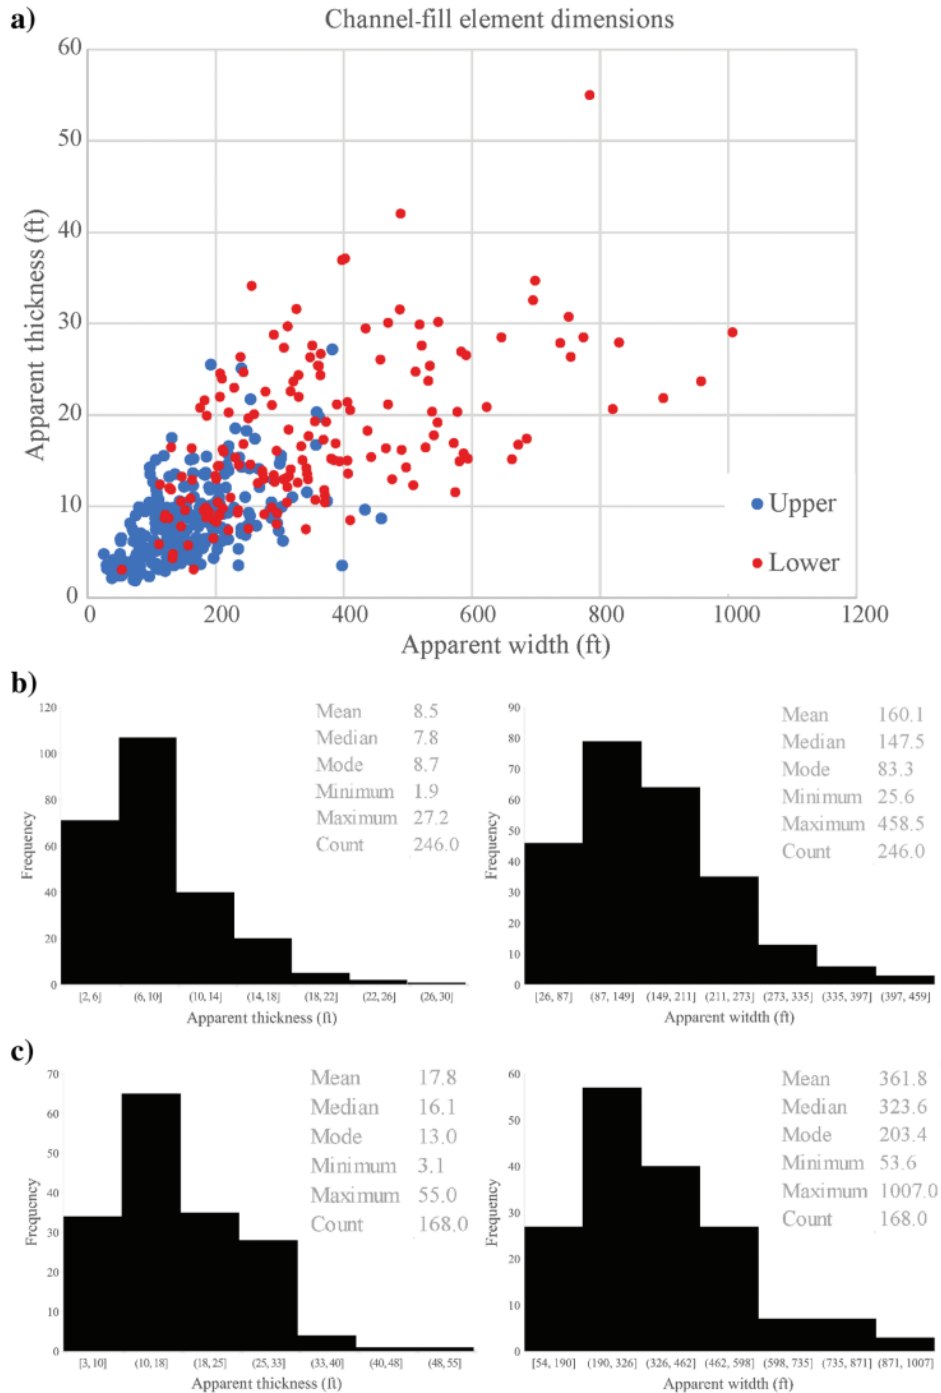 a)
Channel-fill element dimensions
60
50
40
30
20
10
0
Apparent thickness (ft)
Upper
Lower
0 200 400 600 800 1000 1200
Apparent width (ft)
b)
120
100
80
60
40
20
0
Frequency
Mean 8.5
Median 7.8
Mode 8.7
Minimum 1.9
Maximum 27.2
Count 246.0
[2, 6] (6, 10] (10, 14] (14, 18] (18, 22] (22, 26] (26, 30]
Apparent thickness (ft)
90
80
70
60
50
40
30
20
10
0
Frequency
Mean 160.1
Median 147.5
Mode 83.3
Minimum 25.6
Maximum 458.5
Count 246.0
[26, 87] (87, 149] (149, 211] (211, 273] (273, 335] (335, 397] (397, 459]
Apparent witdth (ft)
c)
70
60
50
40
30
20
10
0
Frequency
Mean 17.8
Median 16.1
Mode 13.0
Minimum 3.1
Maximum 55.0
Count 168.0
[3, 10] (10, 18] (18, 25] (25, 33] (33, 40] (40, 48] (48, 55]
Apparent thickness (ft)
60
50
40
30
20
10
0
Frequency
Mean 361.8
Median 323.6
Mode 203.4
Minimum 53.6
Maximum 1007.0
Count 168.0
[54, 190] (190, 326] (326, 462] (462, 598] (598, 735] (735, 871] (871, 1007]
Apparent witdth (ft)